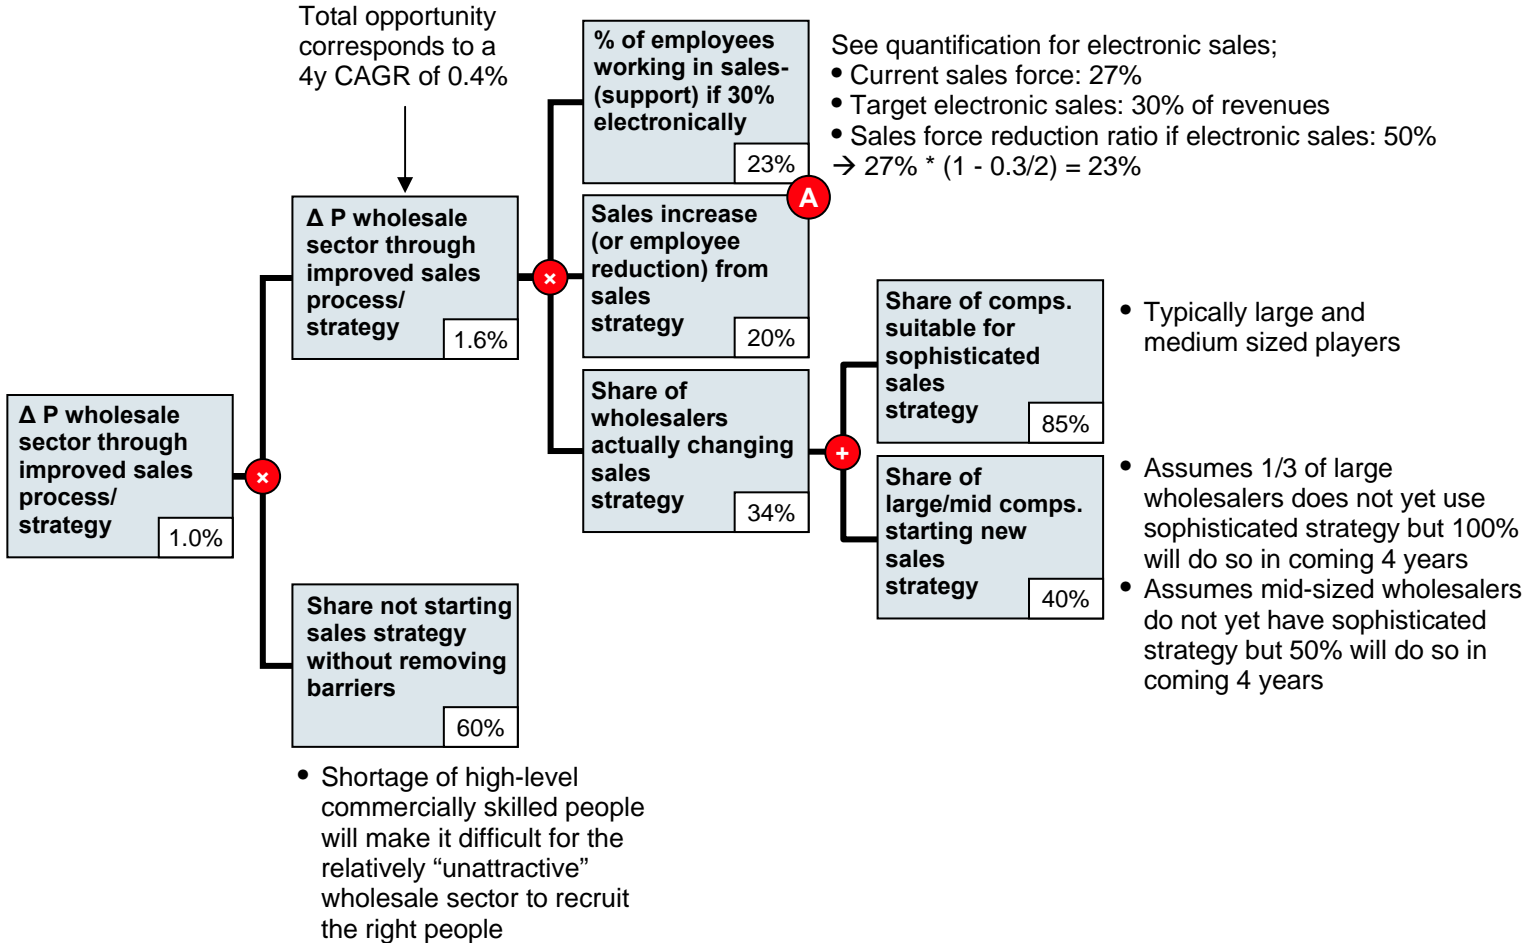 Total opportunity
corresponds to a
4y CAGR of 0.4%
% of employees
working in sales-
(support) if 30%
electronically
23%
See quantification for electronic sales;
• Current sales force: 27%
• Target electronic sales: 30% of revenues
• Sales force reduction ratio if electronic sales: 50%
→ 27% * (1 - 0.3/2) = 23%
A
Δ P wholesale
sector through
improved sales
process/
strategy
1.6%
×
Sales increase
(or employee
reduction) from
sales
strategy
20%
Share of comps.
suitable for
sophisticated
sales
strategy
85%
• Typically large and
medium sized players
Δ P wholesale
sector through
improved sales
process/
strategy
1.0%
×
Share of
wholesalers
actually changing
sales
strategy
34%
+
Share of
large/mid comps.
starting new
sales
strategy
40%
• Assumes 1/3 of large
wholesalers does not yet use
sophisticated strategy but 100%
will do so in coming 4 years
• Assumes mid-sized wholesalers
do not yet have sophisticated
strategy but 50% will do so in
coming 4 years
Share not starting
sales strategy
without removing
barriers
60%
• Shortage of high-level
commercially skilled people
will make it difficult for the
relatively “unattractive”
wholesale sector to recruit
the right people